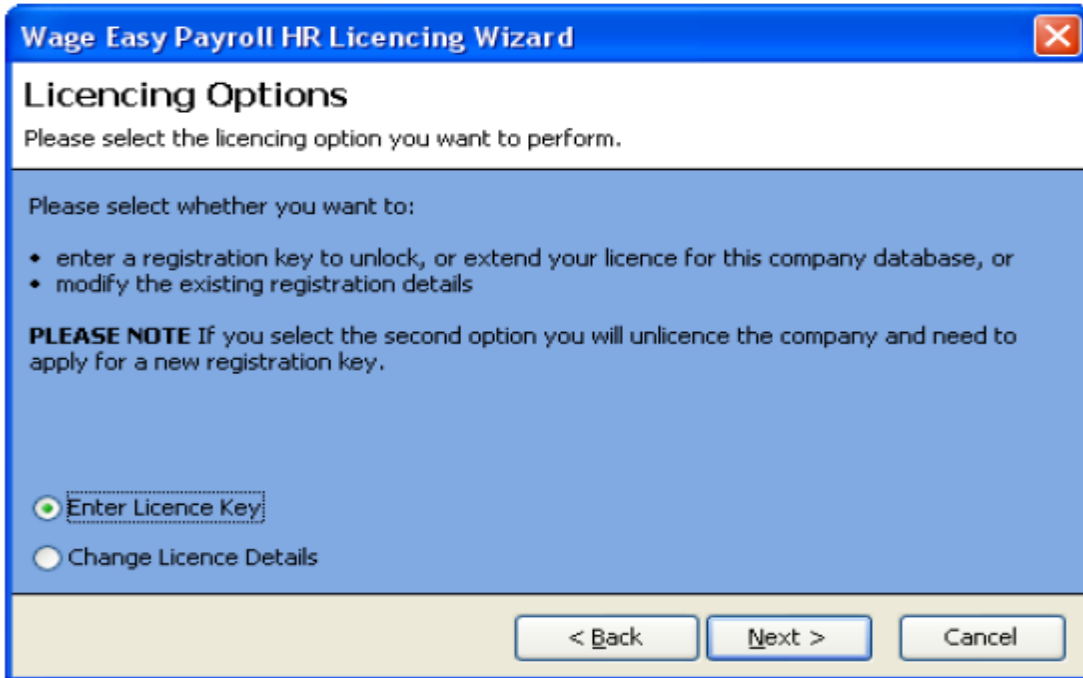 Wage Easy Payroll HR Licencing Wizard
Licencing Options
Please select the licencing option you want to perform.
Please select whether you want to:
• enter a registration key to unlock, or extend your licence for this company database, or
• modify the existing registration details
PLEASE NOTE If you select the second option you will unlicence the company and need to
apply for a new registration key.
Enter Licence Key
Change Licence Details
< Back Next > Cancel